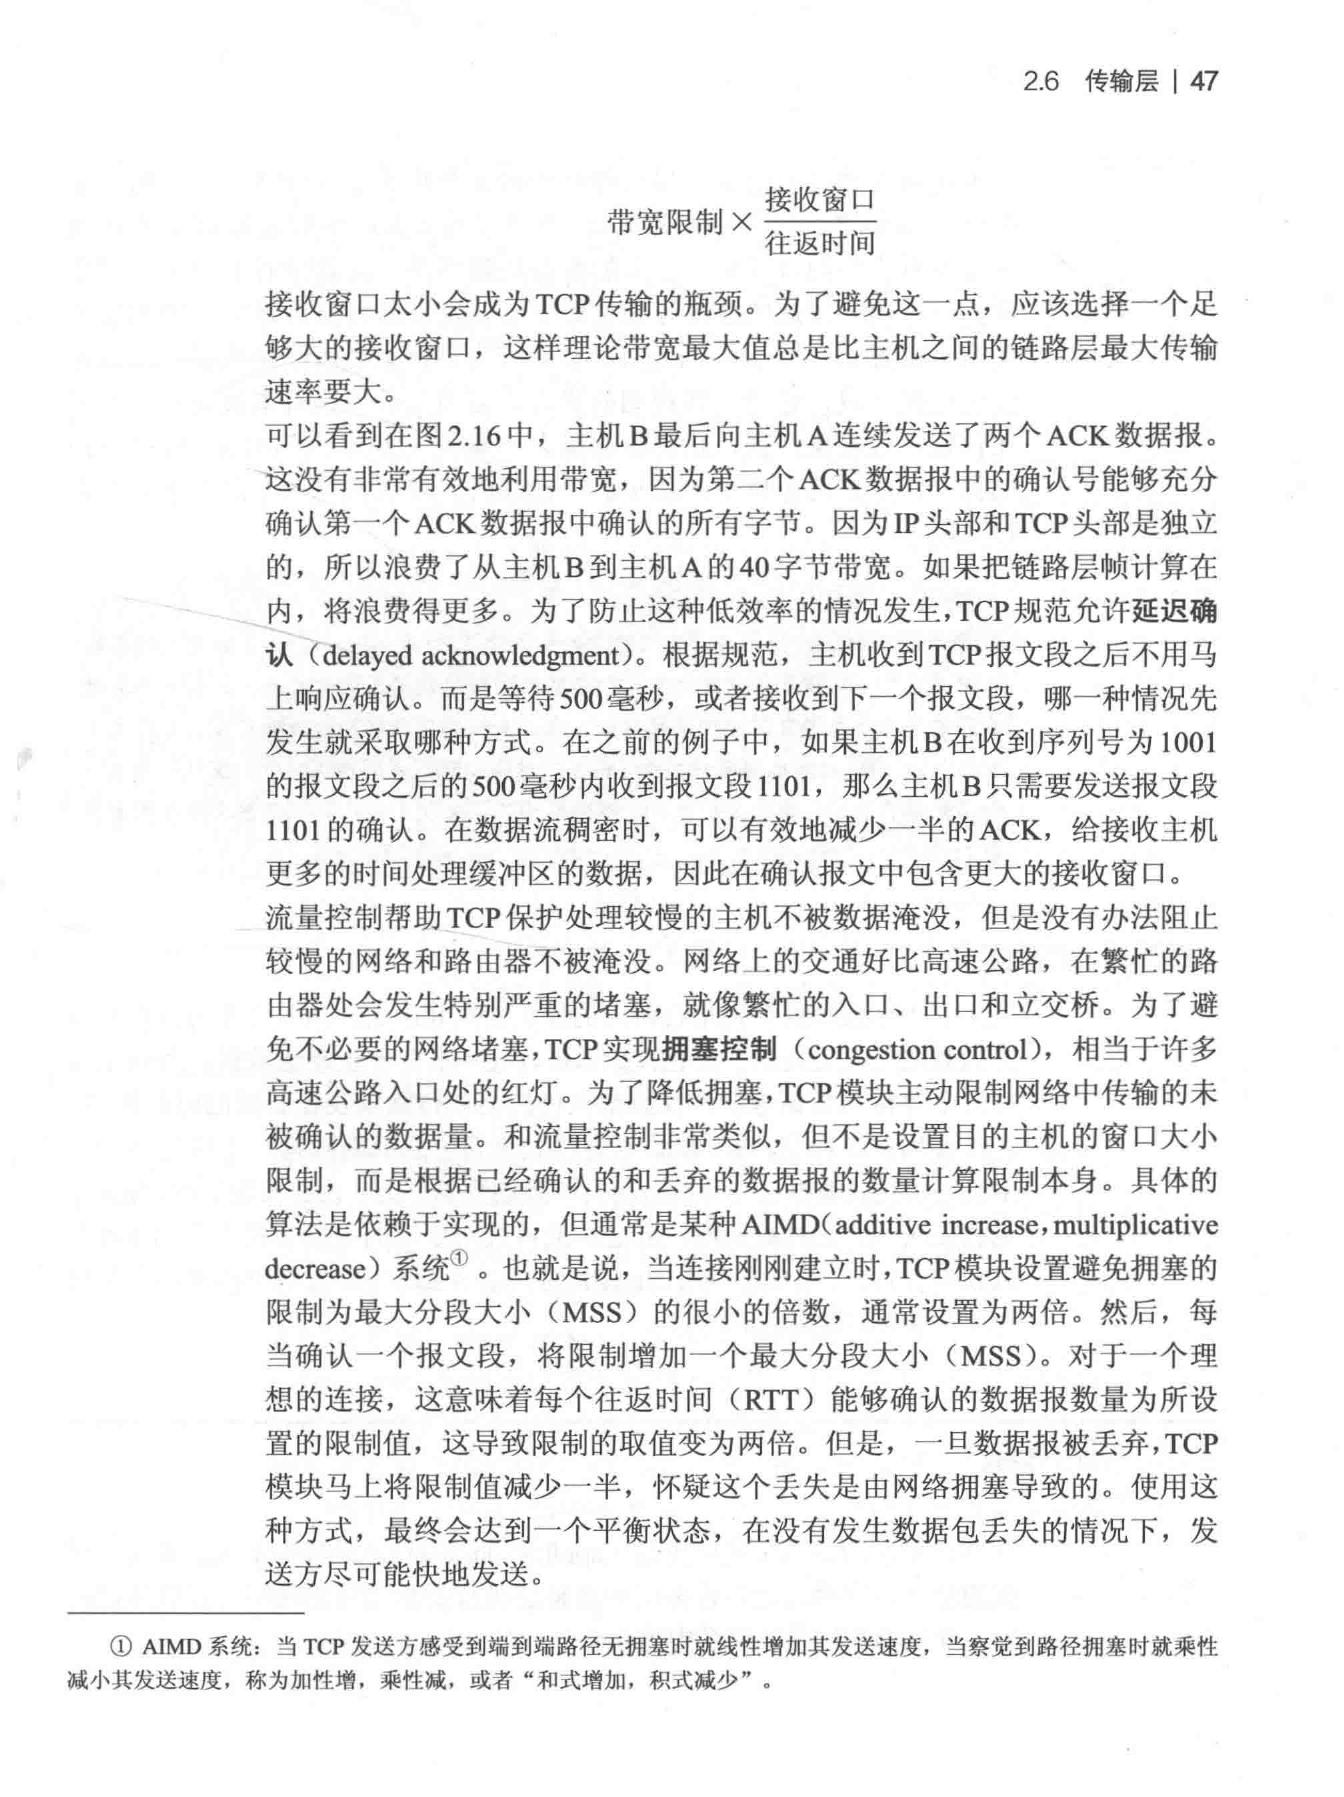 2.6 传输层 | 47
带宽限制× 接收窗口
往返时间
接收窗口太小会成为TCP传输的瓶颈。为了避免这一点，应该选择一个足
够大的接收窗口，这样理论带宽最大值总是比主机之间的链路层最大传输
速率要大。
可以看到在图2.16中，主机B最后向主机A连续发送了两个ACK数据报。
这没有非常有效地利用带宽，因为第二个ACK数据报中的确认号能够充分
确认第一个ACK数据报中确认的所有字节。因为IP头部和TCP头部是独立
的，所以浪费了从主机B到主机A的40字节带宽。如果把链路层帧计算在
内，将浪费得更多。为了防止这种低效率的情况发生，TCP规范允许延迟确
认（delayed acknowledgment）。根据规范，主机收到TCP报文段之后不用马
上响应确认。而是等待500毫秒，或者接收到下一个报文段，哪一种情况先
发生就采取哪种方式。在之前的例子中，如果主机B在收到序列号为1001
的报文段之后的500毫秒内收到报文段1101，那么主机B只需要发送报文段
1101的确认。在数据流稠密时，可以有效地减少一半的ACK，给接收主机
更多的时间处理缓冲区的数据，因此在确认报文中包含更大的接收窗口。
流量控制帮助TCP保护处理较慢的主机不被数据淹没，但是没有办法阻止
较慢的网络和路由器不被淹没。网络上的交通好比高速公路，在繁忙的路
由器处会发生特别严重的堵塞，就像繁忙的入口、出口和立交桥。为了避
免不必要的网络堵塞，TCP实现拥塞控制（congestion control），相当于许多
高速公路入口处的红灯。为了降低拥塞，TCP模块主动限制网络中传输的未
被确认的数据量。和流量控制非常类似，但不是设置目的主机的窗口大小
限制，而是根据已经确认的和丢弃的数据报的数量计算限制本身。具体的
算法是依赖于实现的，但通常是某种AIMD（additive increase，multiplicative
decrease）系统①。也就是说，当连接刚刚建立时，TCP模块设置避免拥塞的
限制为最大分段大小（MSS）的很小的倍数，通常设置为两倍。然后，每
当确认一个报文段，将限制增加一个最大分段大小（MSS）。对于一个理
想的连接，这意味着每个往返时间（RTT）能够确认的数据报数量为所设
置的限制值，这导致限制的取值变为两倍。但是，一旦数据报被丢弃，TCP
模块马上将限制值减少一半，怀疑这个丢失是由网络拥塞导致的。使用这
种方式，最终会达到一个平衡状态，在没有发生数据包丢失的情况下，发
送方尽可能快地发送。
① AIMD系统：当TCP发送方感受到端到端路径无拥塞时就线性增加其发送速度，当察觉到路径拥塞时就乘性
减小其发送速度，称为加性增，乘性减，或者“和式增加，积式减少”。